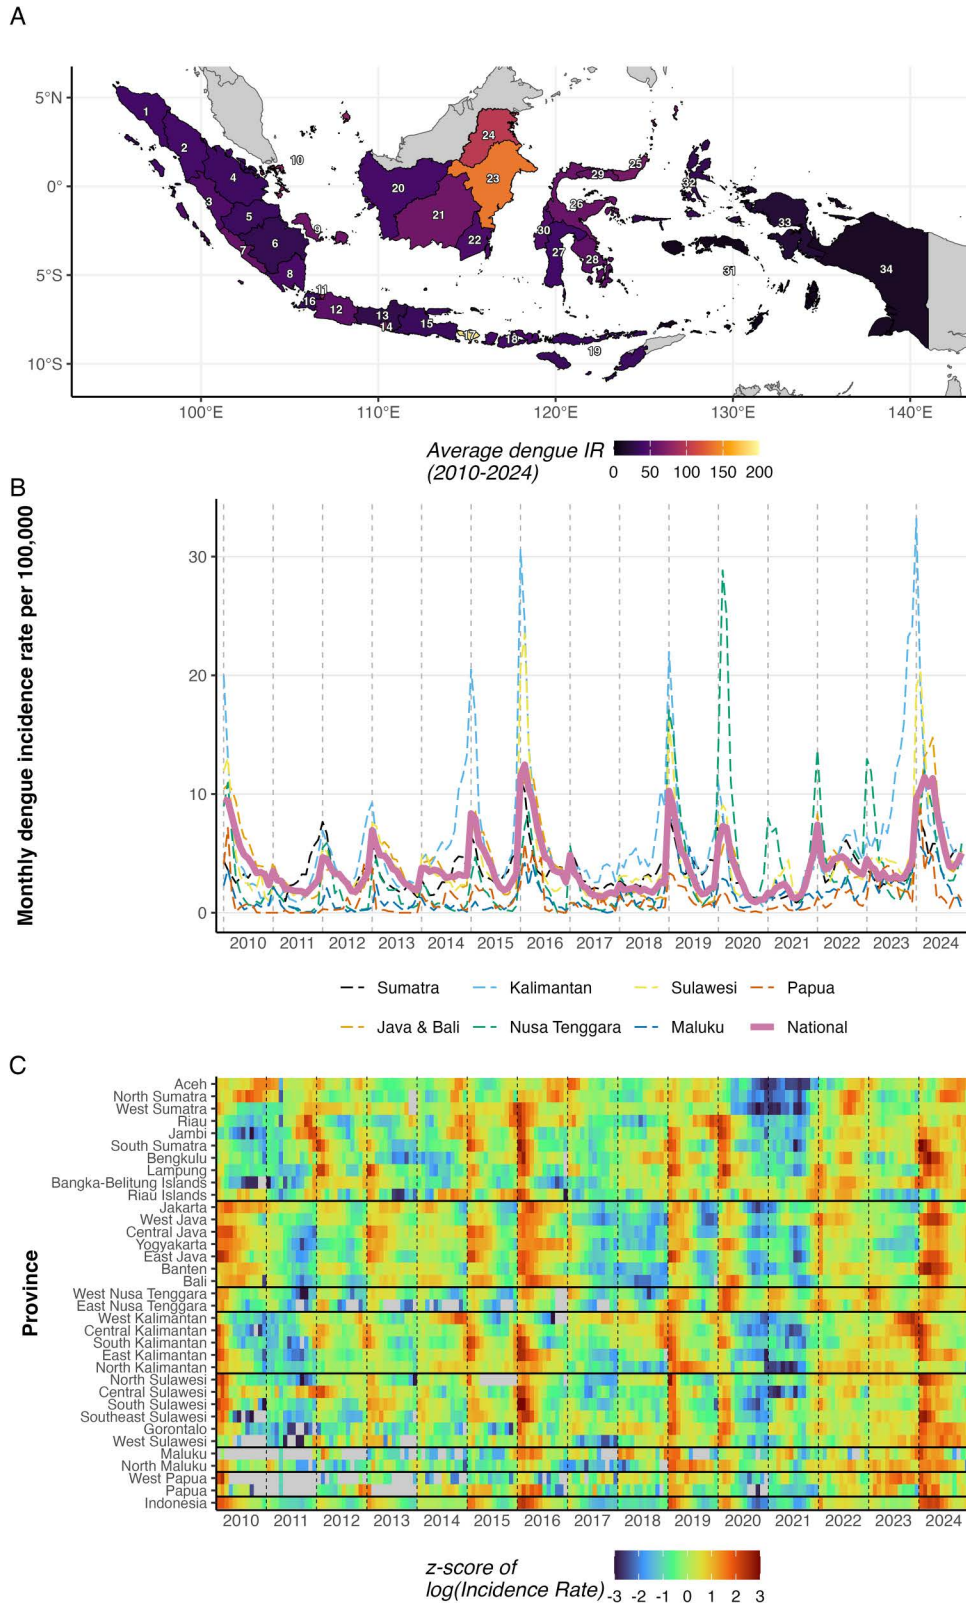 A
5°N
0°
5°S
10°S
1
2
3
4
5
6
7
8
9
10
11
12
13
14
15
16
17
18
19
20
21
22
23
24
25
26
27
28
29
30
31
32
33
34
100°E 110°E 120°E 130°E 140°E
Average dengue IR
(2010-2024)
0 50 100 150 200
B
Monthly dengue incidence rate per 100,000
30
20
10
0
2010 2011 2012 2013 2014 2015 2016 2017 2018 2019 2020 2021 2022 2023 2024
Sumatra Kalimantan Sulawesi Papua
Java & Bali Nusa Tenggara Maluku National
C
Province
Aceh
North Sumatra
West Sumatra
Riau
Jambi
South Sumatra
Bengkulu
Lampung
Bangka-Belitung Islands
Riau Islands
Jakarta
West Java
Central Java
Yogyakarta
East Java
Banten
Bali
West Nusa Tenggara
East Nusa Tenggara
West Kalimantan
Central Kalimantan
South Kalimantan
East Kalimantan
North Kalimantan
North Sulawesi
Central Sulawesi
South Sulawesi
Southeast Sulawesi
Gorontalo
West Sulawesi
Maluku
North Maluku
West Papua
Papua
Indonesia
2010 2011 2012 2013 2014 2015 2016 2017 2018 2019 2020 2021 2022 2023 2024
z-score of
log(Incidence Rate)
-3 -2 -1 0 1 2 3